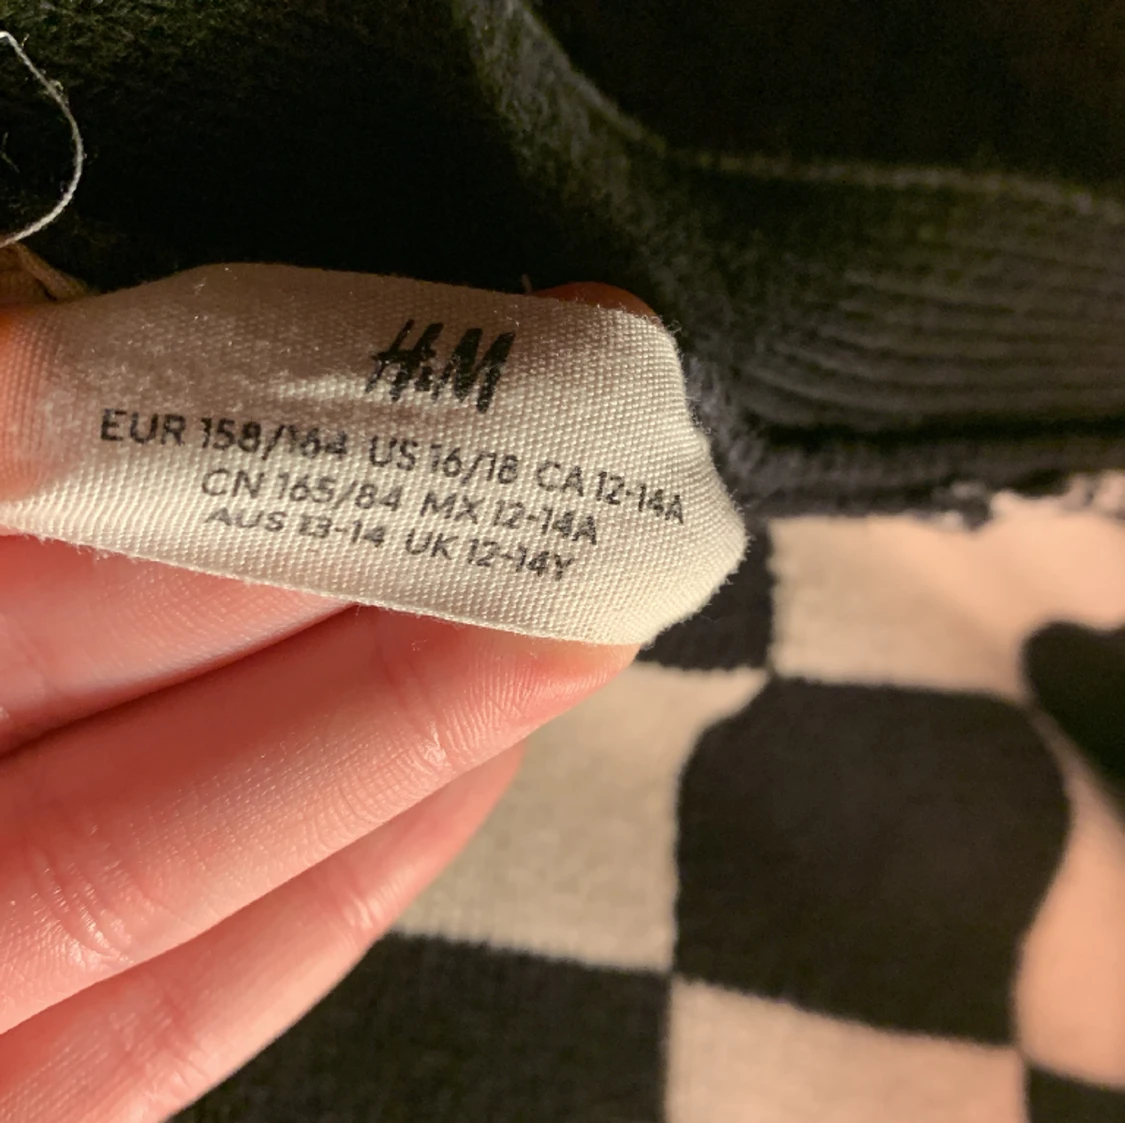 H&M
EUR 158/164 US 16/18 CA 12-14A
CN 165/84 MX 12-14A
AUS 13-14 UK 12-14Y